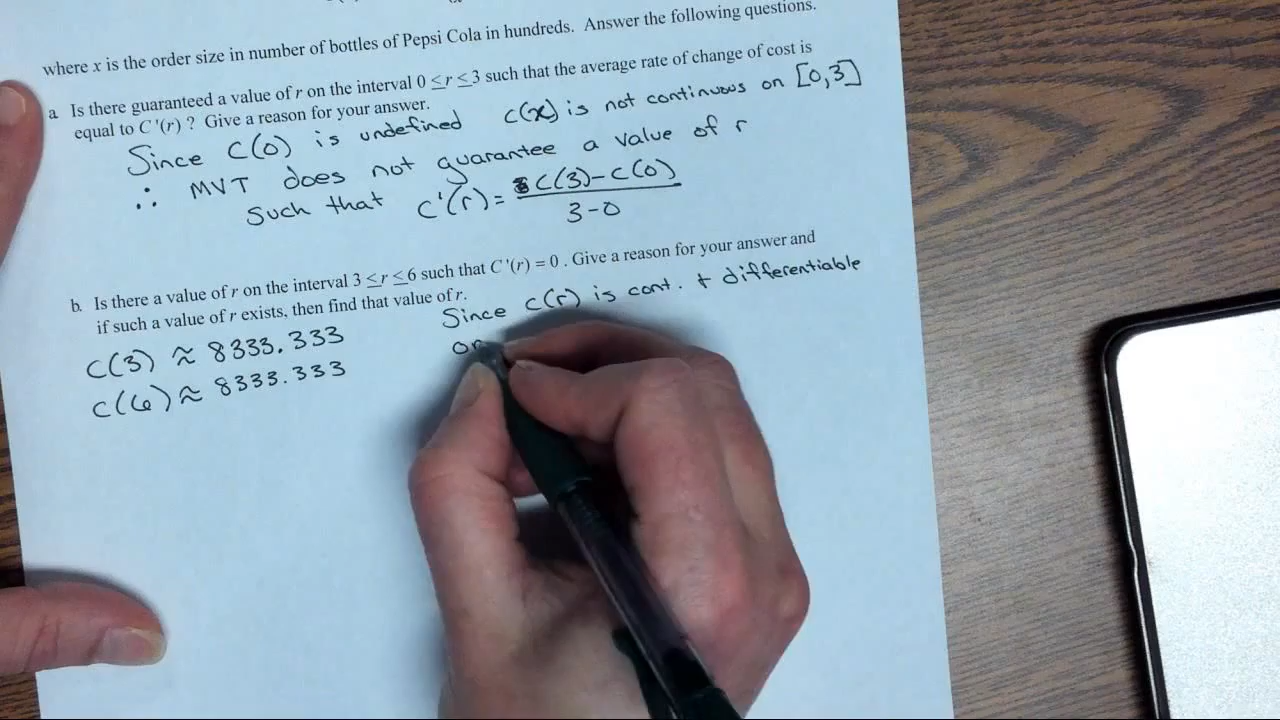 where x is the order size in number of bottles of Pepsi Cola in hundreds. Answer the following questions.
a Is there guaranteed a value of r on the interval 0 ≤ r ≤ 3 such that the average rate of change of cost is
equal to C'(r) ? Give a reason for your answer.
Since C(0) is undefined C(x) is not continuous on [0,3]
∴ MVT does not guarantee a value of r
such that C'(r) = C(3)-C(0) / 3-0
b. Is there a value of r on the interval 3 ≤ r ≤ 6 such that C'(r) = 0 . Give a reason for your answer and
if such a value of r exists, then find that value of r.
Since C(r) is cont. + differentiable
on
C(3) ≈ 8333.333
C(6) ≈ 8333.333